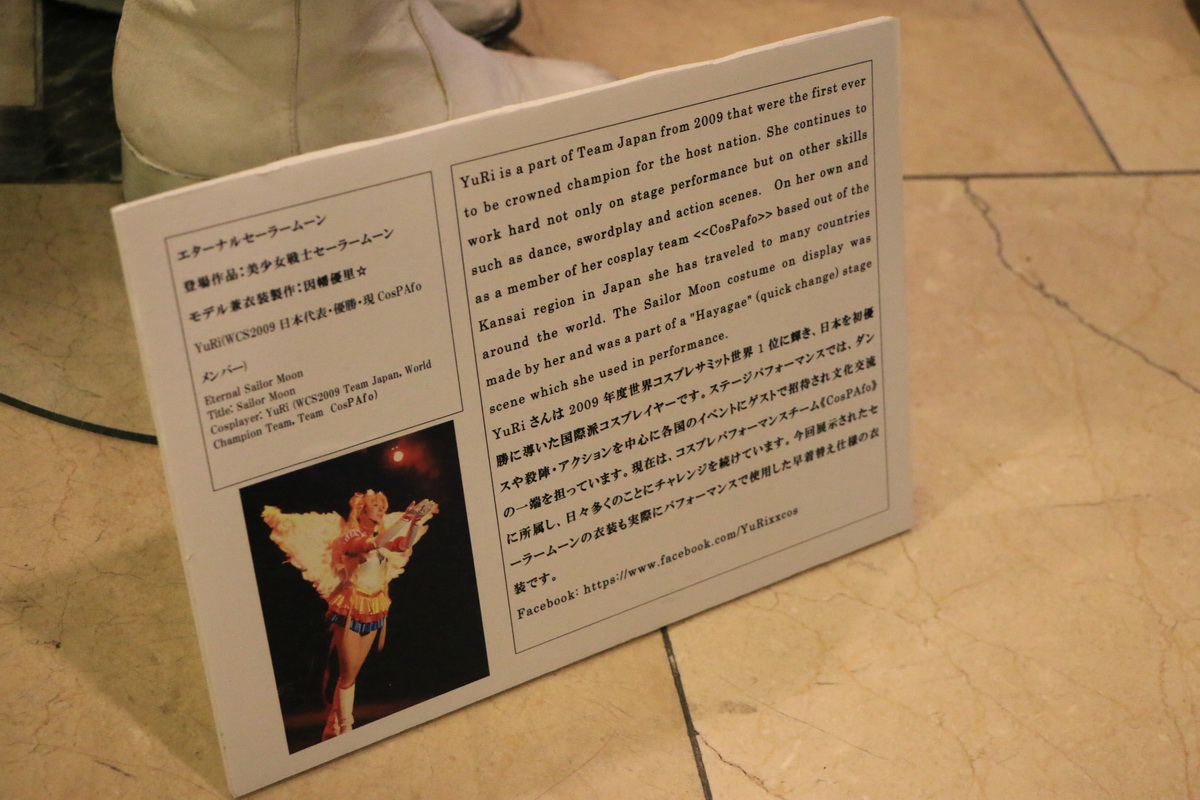 エターナルセーラームーン
登場作品：美少女戦士セーラームーン
モデル兼衣装製作：因幡優里☆
YuRi(WCS2009 日本代表・優勝・現 CosPAfo
メンバー)
Eternal Sailor Moon
Title: Sailor Moon
Cosplayer: YuRi (WCS2009 Team Japan, World
Champion Team, Team CosPAfo)
YuRi is a part of Team Japan from 2009 that were the first ever
to be crowned champion for the host nation. She continues to
work hard not only on stage performance but on other skills
such as dance, swordplay and action scenes. On her own and
as a member of her cosplay team <<CosPafo>> based out of the
Kansai region in Japan she has traveled to many countries
around the world. The Sailor Moon costume on display was
made by her and was a part of a "Hayagae" (quick change) stage
scene which she used in performance.
YuRi さんは 2009 年度世界コスプレサミット世界 1 位に輝き、日本を初優
勝に導いた国際派コスプレイヤーです。ステージパフォーマンスでは、ダン
スや殺陣・アクションを中心に各国のイベントにゲストで招待され文化交流
の一端を担っています。現在は、コスプレパフォーマンスチーム《CosPAfo》
に所属し、日々多くのことにチャレンジを続けています。今回展示されたセ
ーラームーンの衣装も実際にパフォーマンスで使用した早着替え仕様の衣
装です。
Facebook: https://www.facebook.com/YuRixxcos